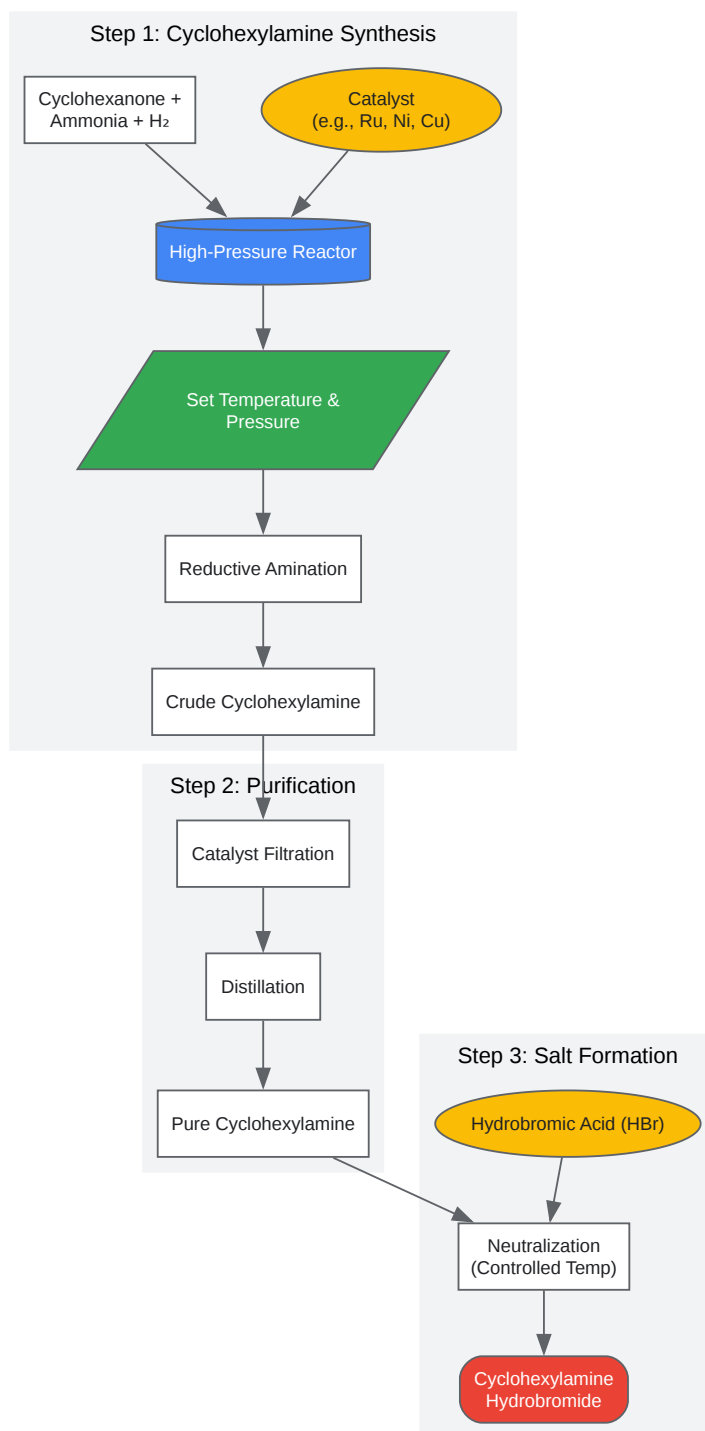 Step 1: Cyclohexylamine Synthesis
Cyclohexanone +
Ammonia + H₂
Catalyst
(e.g., Ru, Ni, Cu)
High-Pressure Reactor
Set Temperature &
Pressure
Reductive Amination
Crude Cyclohexylamine
Step 2: Purification
Catalyst Filtration
Distillation
Pure Cyclohexylamine
Step 3: Salt Formation
Hydrobromic Acid (HBr)
Neutralization
(Controlled Temp)
Cyclohexylamine
Hydrobromide